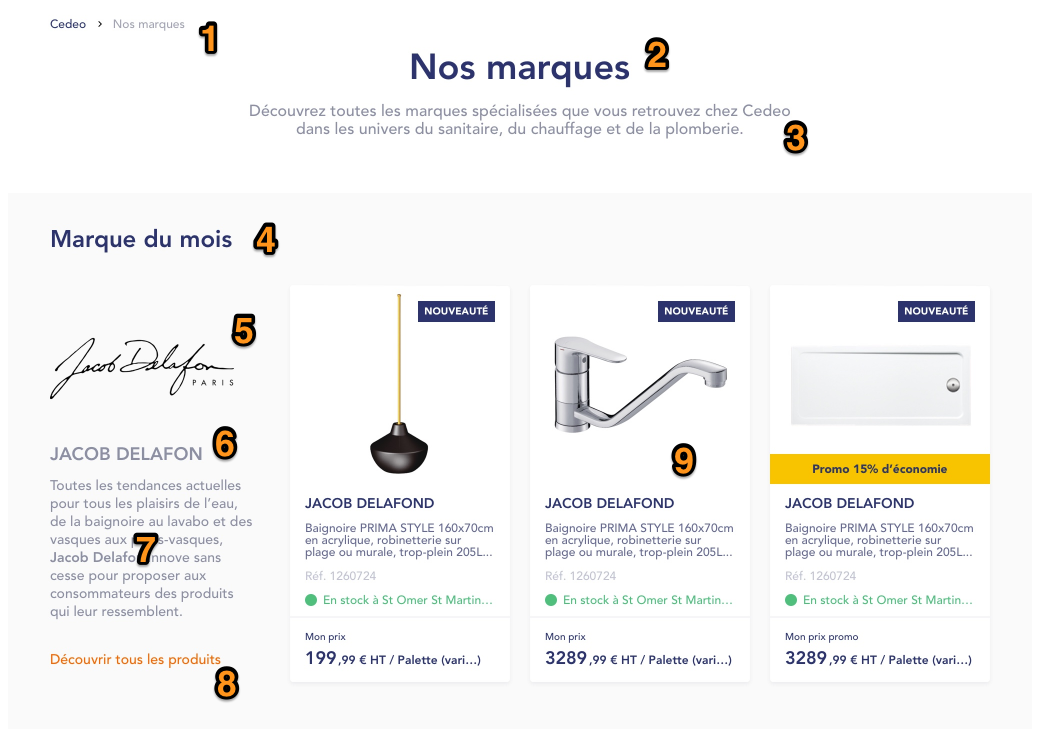 Cedeo > Nos marques
1
Nos marques
2
Découvrez toutes les marques spécialisées que vous retrouvez chez Cedeo
dans les univers du sanitaire, du chauffage et de la plomberie.
3
Marque du mois
4
5
Jacob Delafon
PARIS
JACOB DELAFON
6
Toutes les tendances actuelles
pour tous les plaisirs de l’eau,
de la baignoire au lavabo et des
vasques aux
-vasques,
7
Jacob
nnove sans
cesse pour proposer aux
consommateurs des produits
qui leur ressemblent.
Découvrir tous les produits
8
NOUVEAUTÉ
JACOB DELAFOND
Baignoire PRIMA STYLE 160x70cm
en acrylique, robinetterie sur
plage ou murale, trop-plein 205L...
Réf. 1260724
En stock à St Omer St Martin...
Mon prix
199,99 € HT / Palette (vari...)
NOUVEAUTÉ
9
JACOB DELAFOND
Baignoire PRIMA STYLE 160x70cm
en acrylique, robinetterie sur
plage ou murale, trop-plein 205L...
Réf. 1260724
En stock à St Omer St Martin...
Mon prix
3289,99 € HT / Palette (vari...)
NOUVEAUTÉ
Promo 15% d’économie
JACOB DELAFOND
Baignoire PRIMA STYLE 160x70cm
en acrylique, robinetterie sur
plage ou murale, trop-plein 205L...
Réf. 1260724
En stock à St Omer St Martin...
Mon prix promo
3289,99 € HT / Palette (vari...)